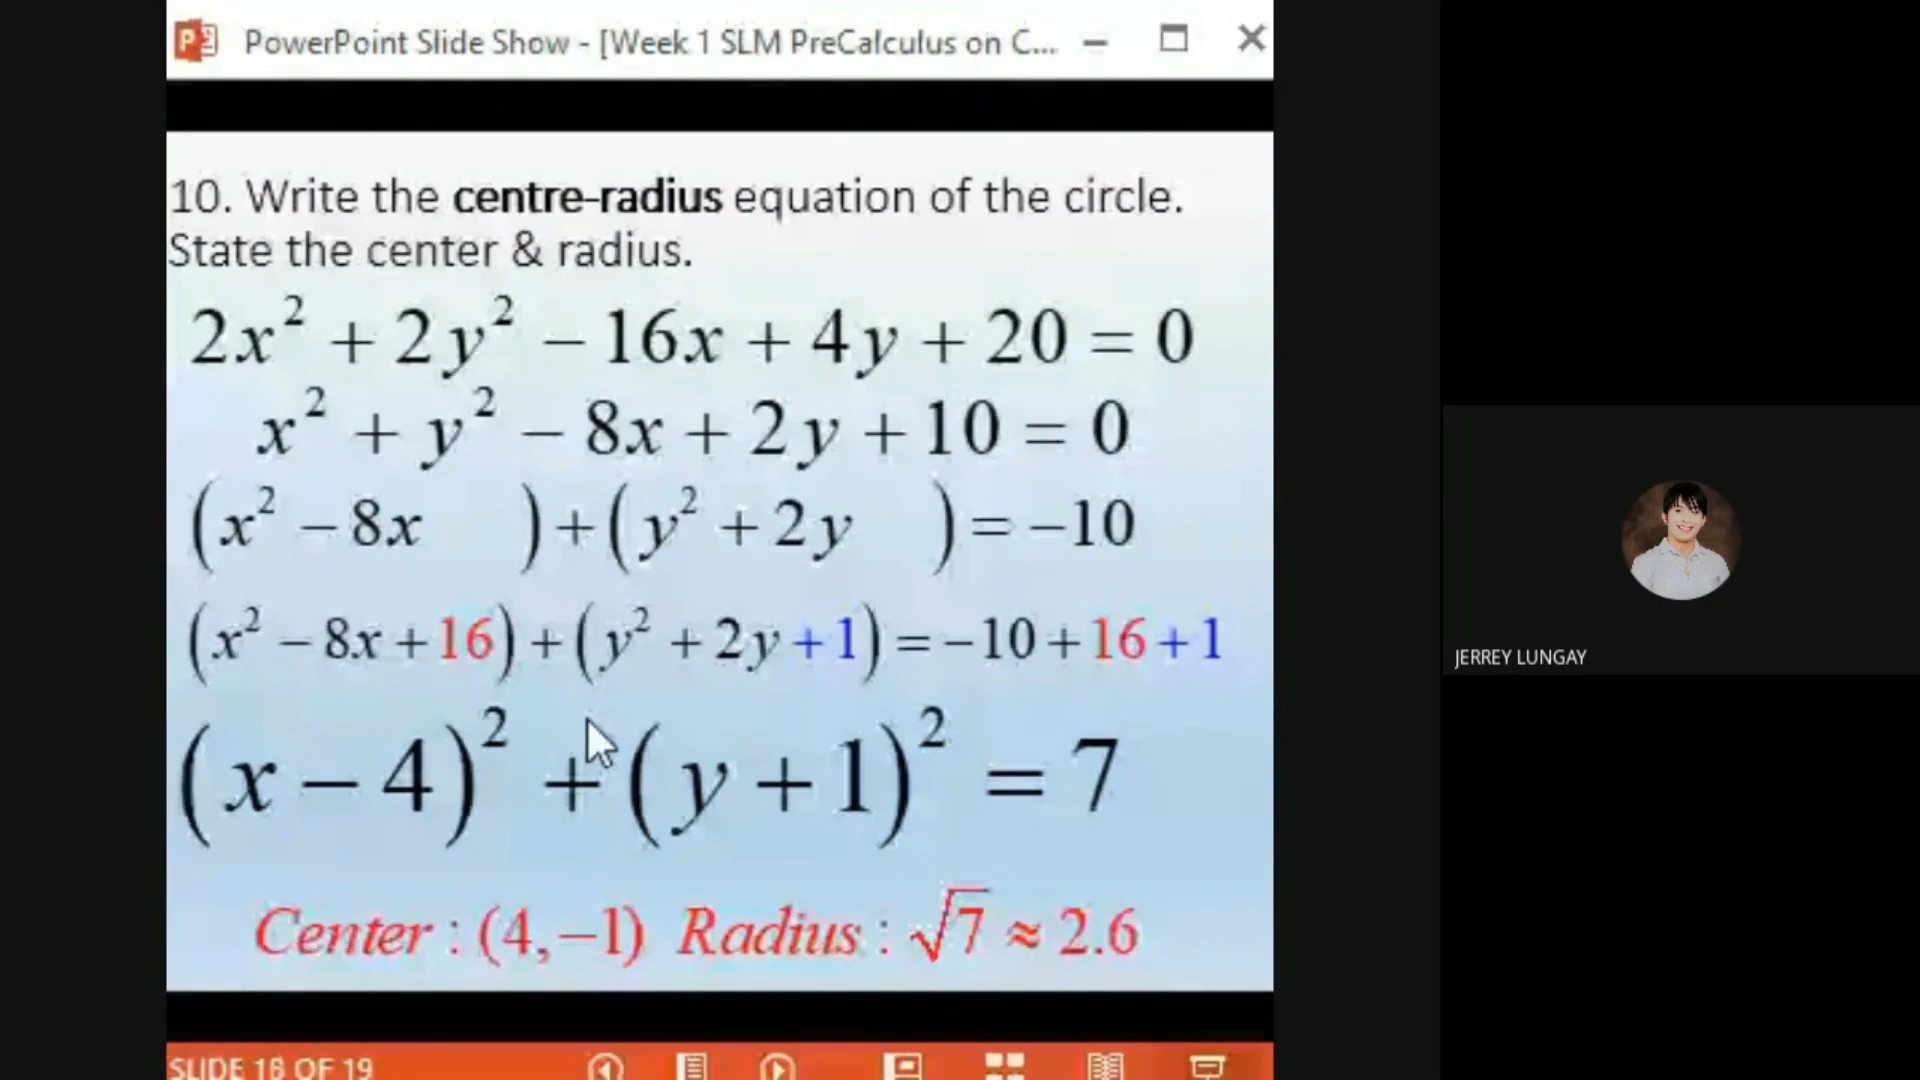 PowerPoint Slide Show - [Week 1 SLM PreCalculus on C...
10. Write the centre-radius equation of the circle.
State the center & radius.
2x² + 2y² − 16x + 4y + 20 = 0
x² + y² − 8x + 2y + 10 = 0
(x² − 8x    ) + (y² + 2y    ) = −10
(x² − 8x + 16) + (y² + 2y + 1) = −10 + 16 + 1
(x − 4)² + (y + 1)² = 7
Center : (4, −1) Radius : √7 ≈ 2.6
SLIDE 18 OF 19
JERREY LUNGAY